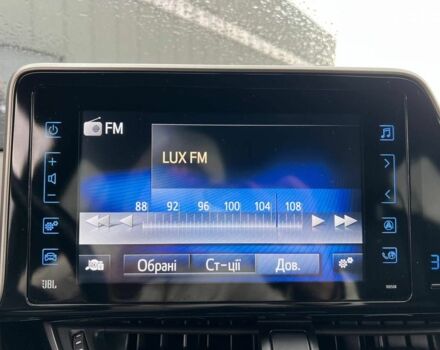 FM
LUX FM
88 92 96 100 104 108
Обрані Ст-ції Дов.
JBL